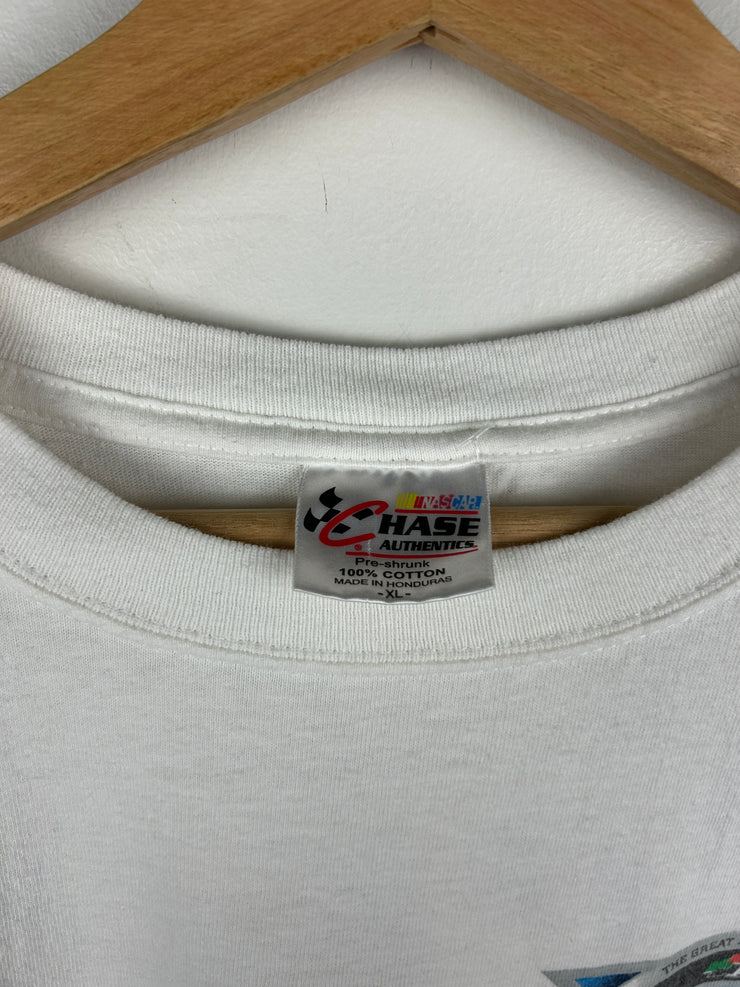 NASCAR
CHASE
AUTHENTICS
Pre-shrunk
100% COTTON
MADE IN HONDURAS
-XL-
THE GREAT